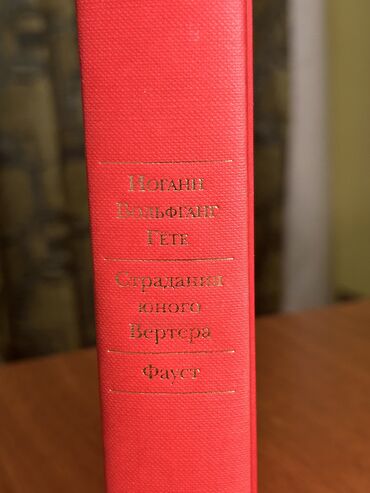 Иоганн
Вольфганг
Гете
Страдания
юного
Вертера
Фауст